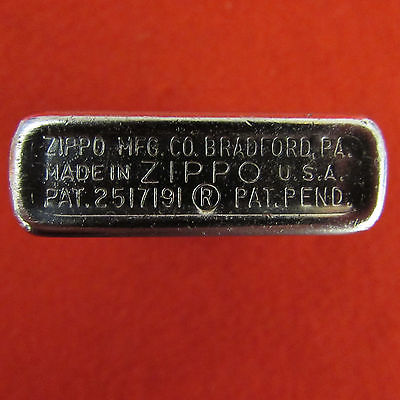 ZIPPO MFG. CO. BRADFORD, PA.
MADE IN ZIPPO U.S.A.
PAT. 2517191 ® PAT. PEND.